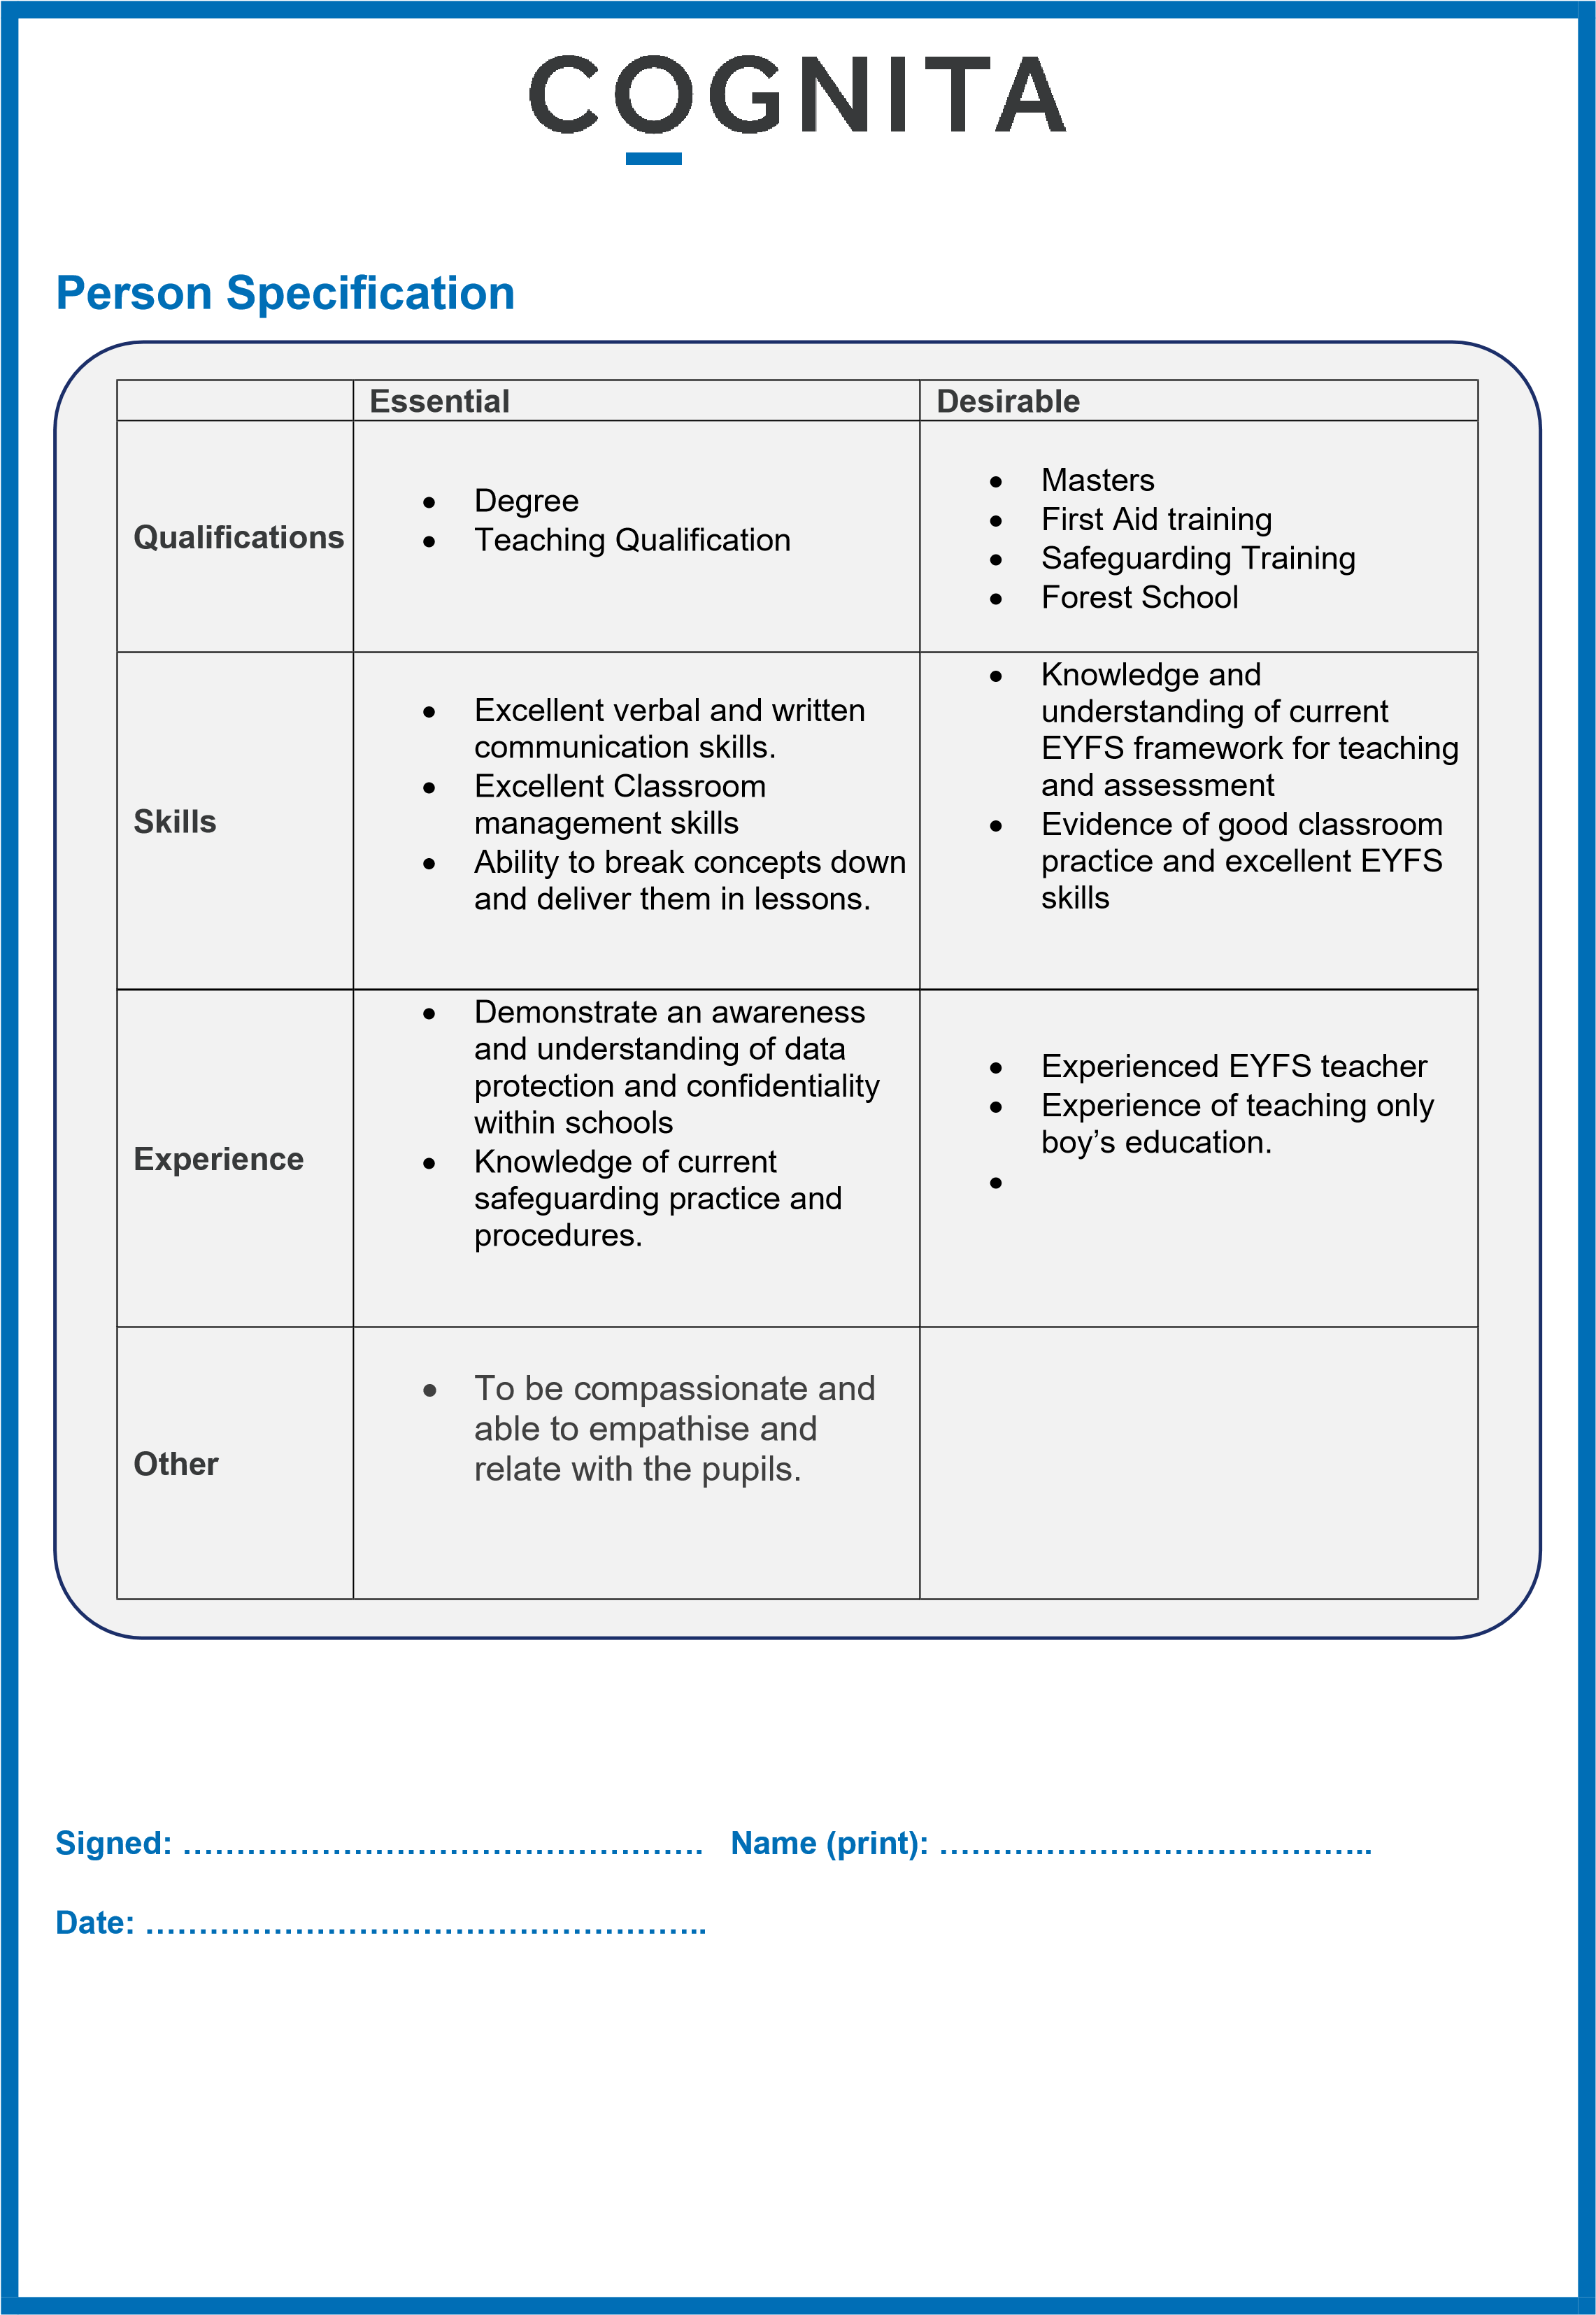 COGNITA
Person Specification
Essential
Desirable
Qualifications
• Degree
• Teaching Qualification
• Masters
• First Aid training
• Safeguarding Training
• Forest School
Skills
• Excellent verbal and written
communication skills.
• Excellent Classroom
management skills
• Ability to break concepts down
and deliver them in lessons.
• Knowledge and
understanding of current
EYFS framework for teaching
and assessment
• Evidence of good classroom
practice and excellent EYFS
skills
Experience
• Demonstrate an awareness
and understanding of data
protection and confidentiality
within schools
• Knowledge of current
safeguarding practice and
procedures.
• Experienced EYFS teacher
• Experience of teaching only
boy’s education.
•
Other
• To be compassionate and
able to empathise and
relate with the pupils.
Signed: ………………………………………………. Name (print): ……………………………………..
Date: …………………………………………………..